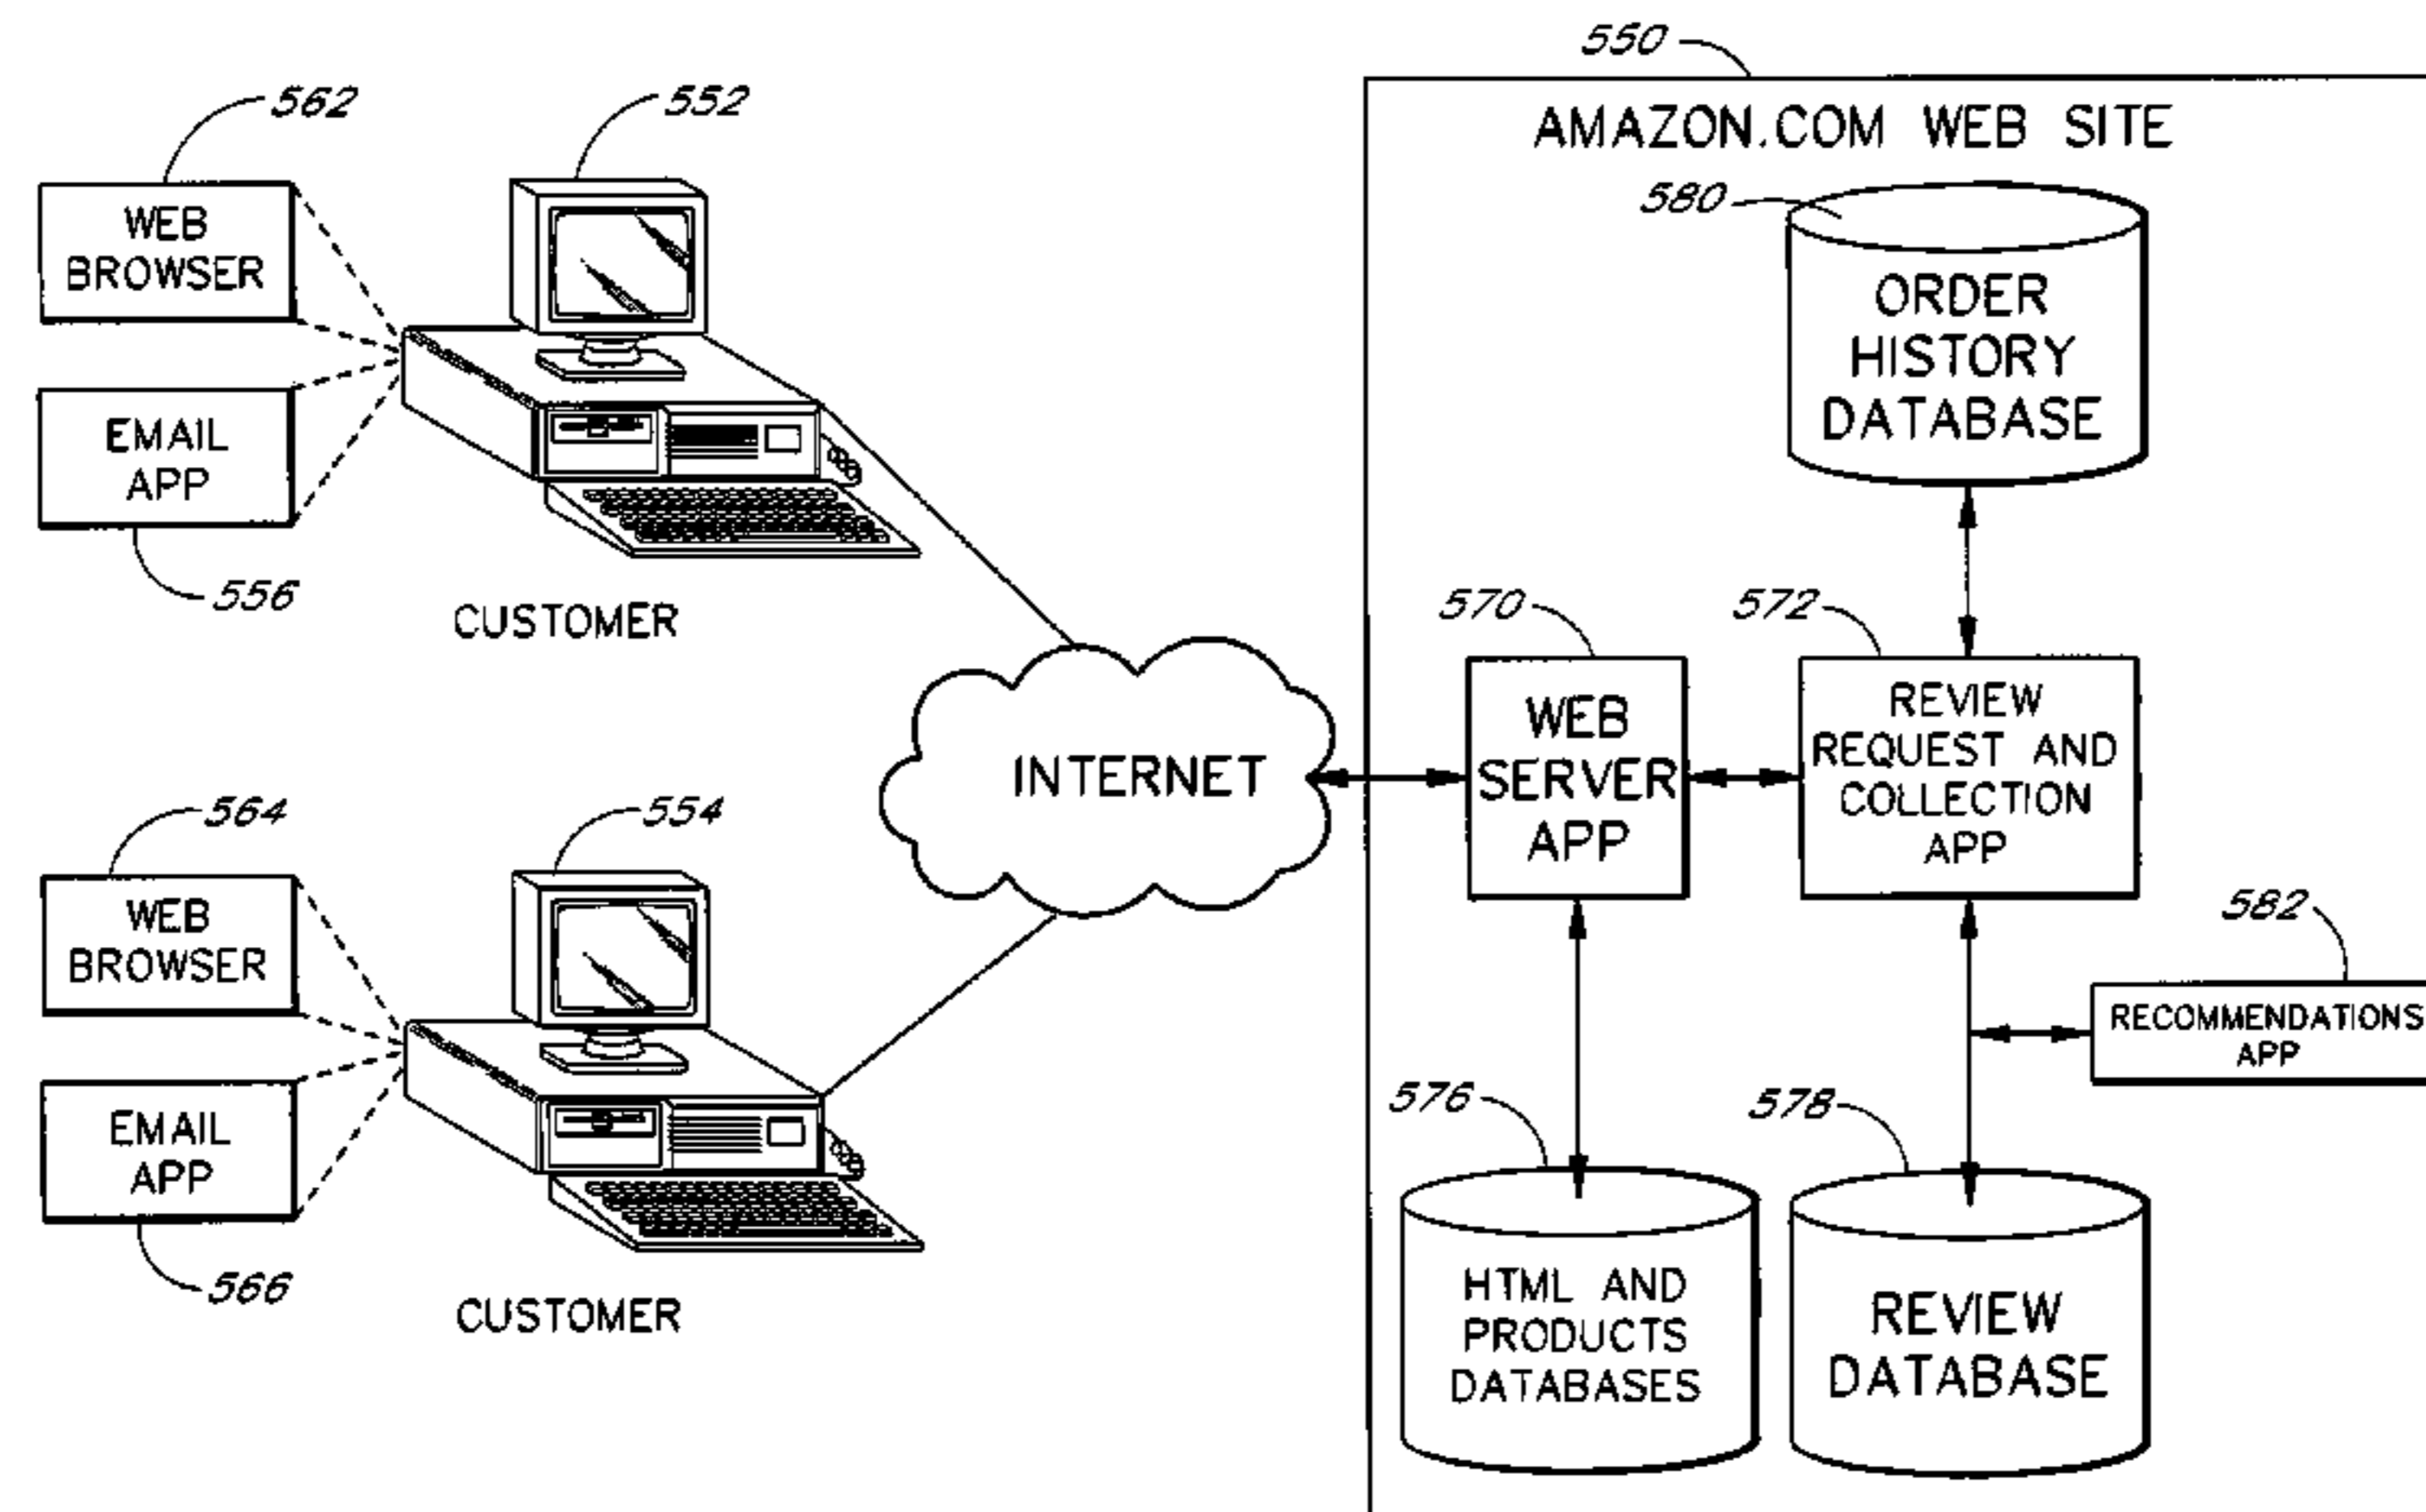 550
AMAZON.COM WEB SITE
562
552
WEB
BROWSER
EMAIL
APP
556
CUSTOMER
580
ORDER
HISTORY
DATABASE
INTERNET
570
WEB
SERVER
APP
572
REVIEW
REQUEST AND
COLLECTION
APP
564
554
WEB
BROWSER
EMAIL
APP
566
CUSTOMER
582
RECOMMENDATIONS
APP
576
HTML AND
PRODUCTS
DATABASES
578
REVIEW
DATABASE